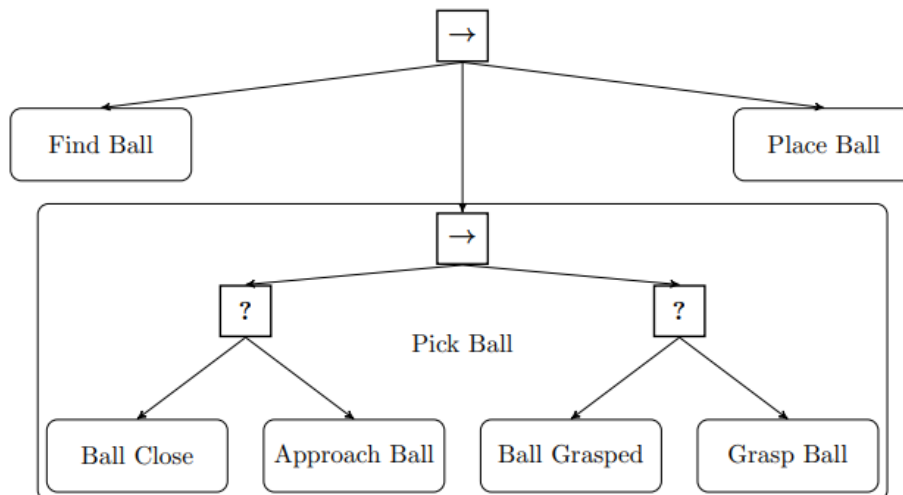 →
Find Ball
Place Ball
→
?
?
Pick Ball
Ball Close
Approach Ball
Ball Grasped
Grasp Ball